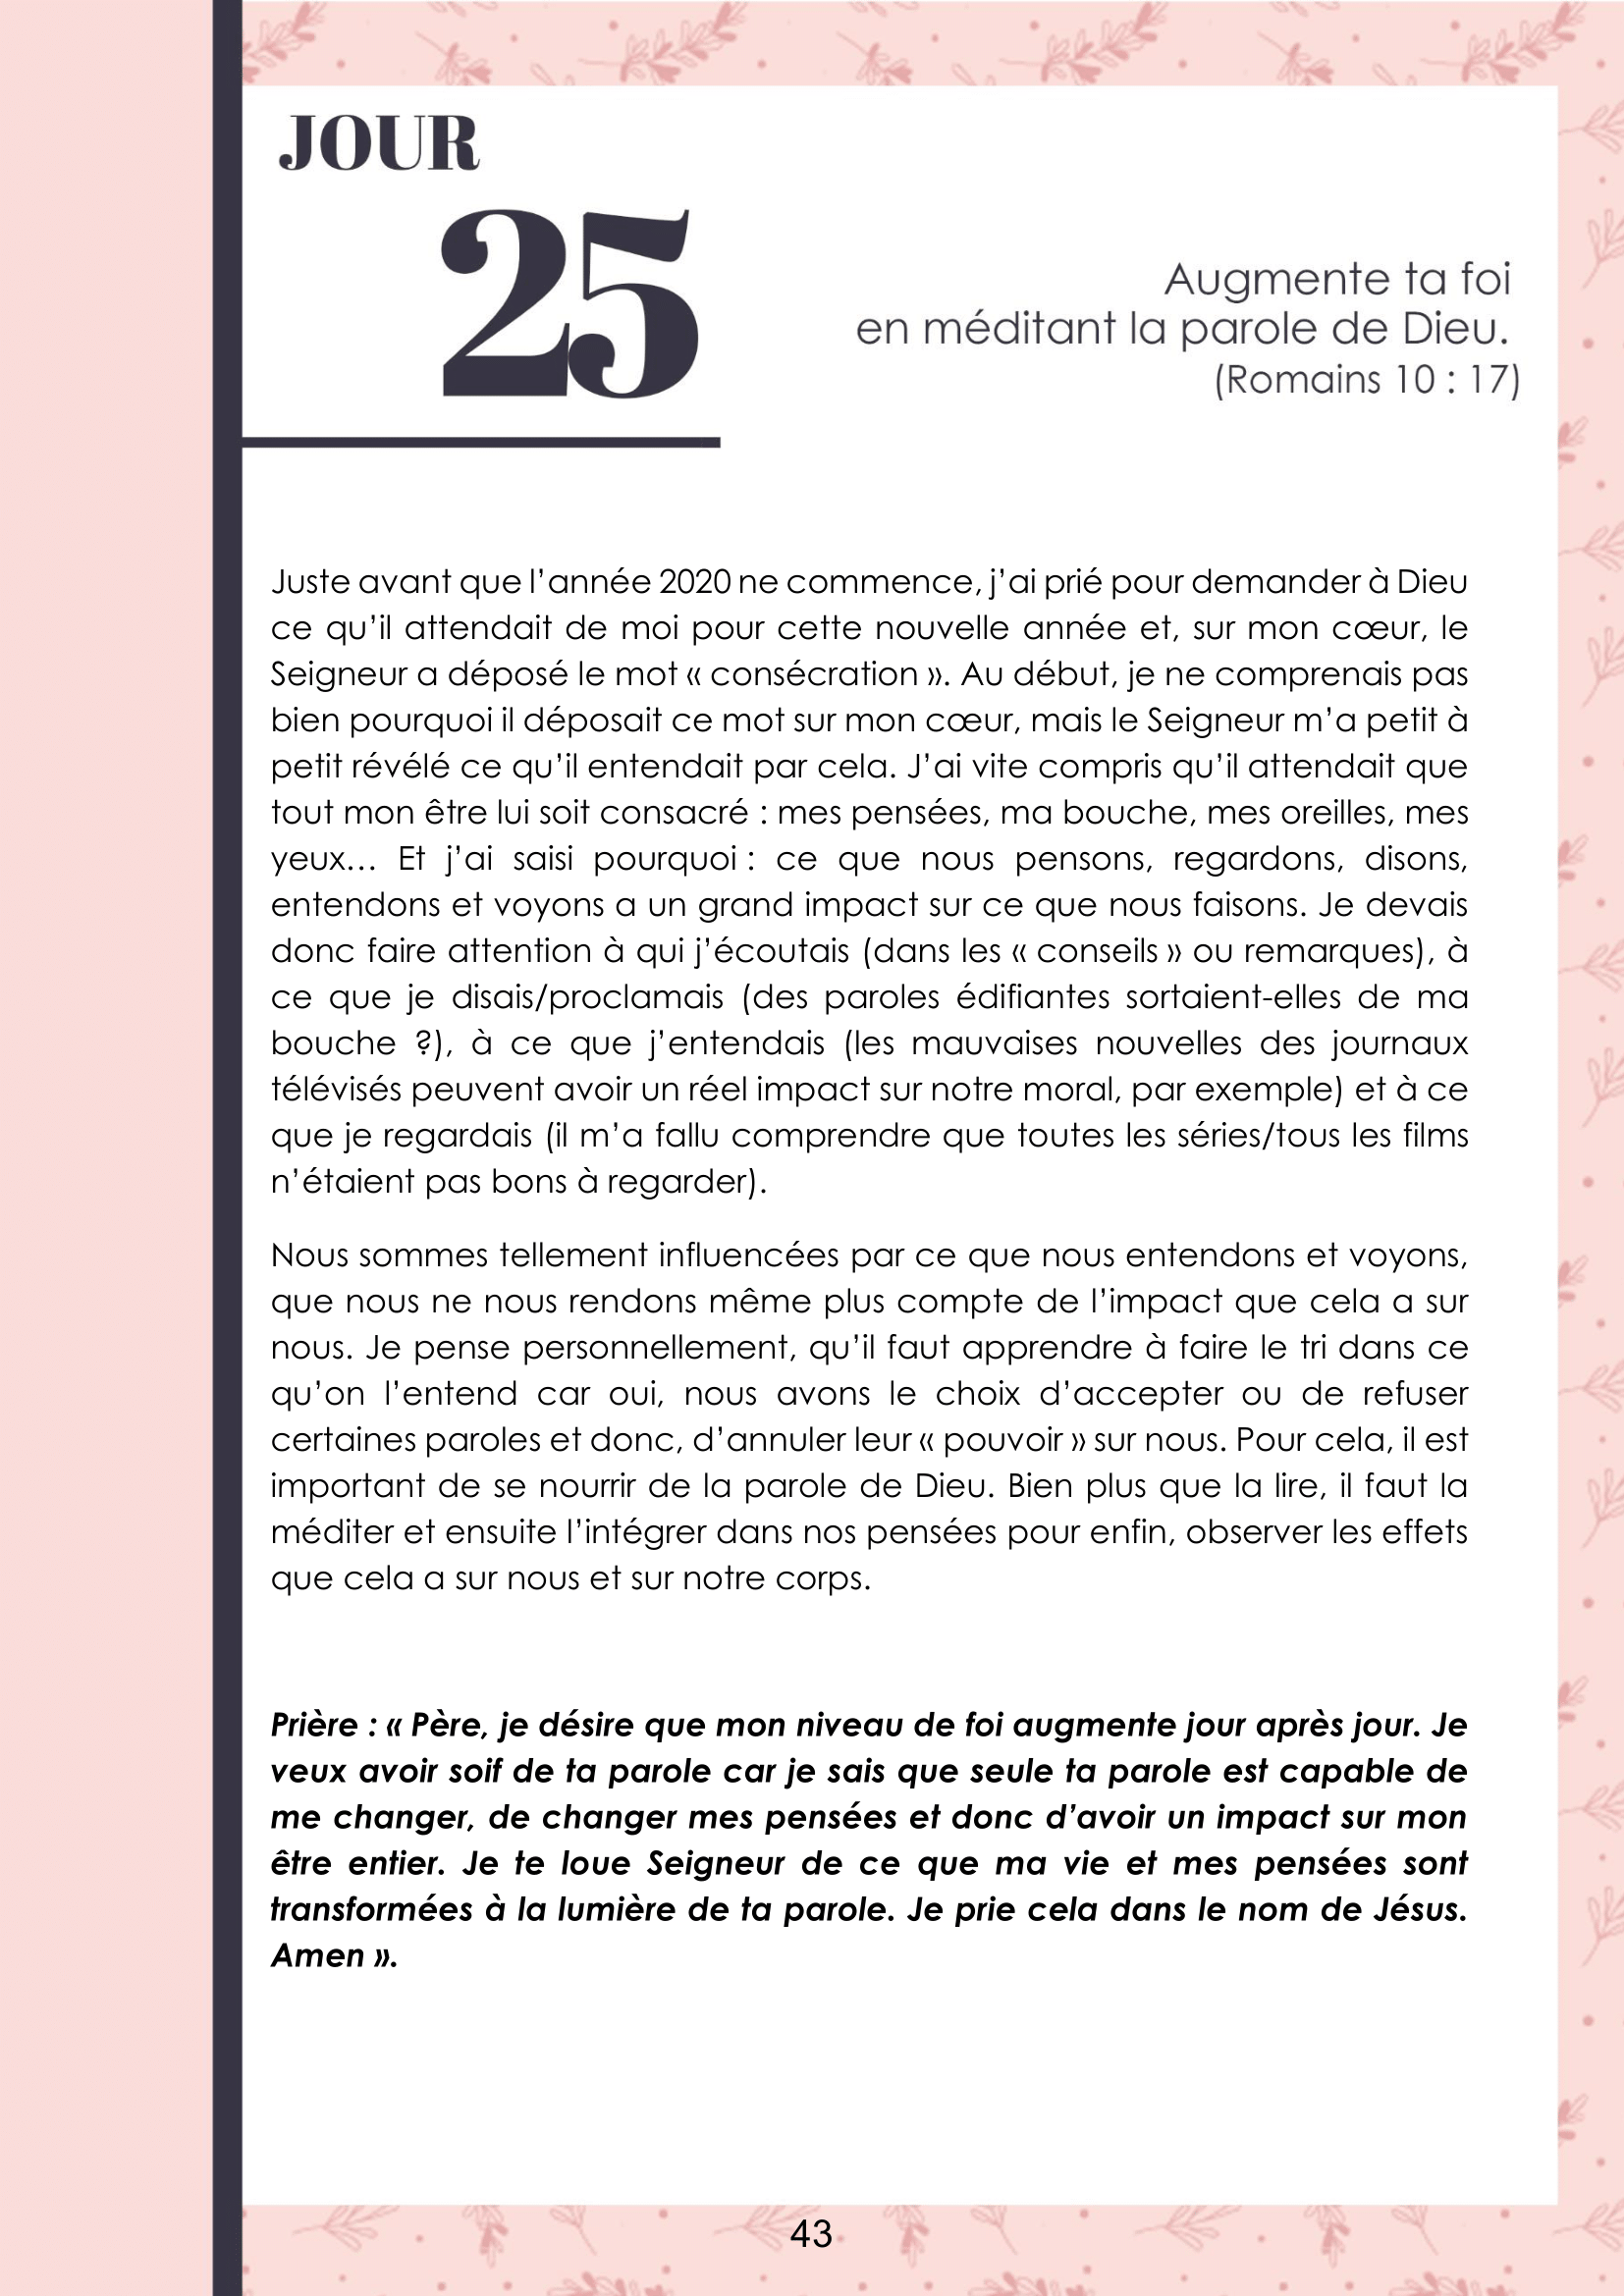 JOUR
25
Augmente ta foi
en méditant la parole de Dieu.
(Romains 10 : 17)
Juste avant que l’année 2020 ne commence, j’ai prié pour demander à Dieu
ce qu’il attendait de moi pour cette nouvelle année et, sur mon cœur, le
Seigneur a déposé le mot « consécration ». Au début, je ne comprenais pas
bien pourquoi il déposait ce mot sur mon cœur, mais le Seigneur m’a petit à
petit révélé ce qu’il entendait par cela. J’ai vite compris qu’il attendait que
tout mon être lui soit consacré : mes pensées, ma bouche, mes oreilles, mes
yeux… Et j’ai saisi pourquoi : ce que nous pensons, regardons, disons,
entendons et voyons a un grand impact sur ce que nous faisons. Je devais
donc faire attention à qui j’écoutais (dans les « conseils » ou remarques), à
ce que je disais/proclamais (des paroles édifiantes sortaient-elles de ma
bouche ?), à ce que j’entendais (les mauvaises nouvelles des journaux
télévisés peuvent avoir un réel impact sur notre moral, par exemple) et à ce
que je regardais (il m’a fallu comprendre que toutes les séries/tous les films
n’étaient pas bons à regarder).
Nous sommes tellement influencées par ce que nous entendons et voyons,
que nous ne nous rendons même plus compte de l’impact que cela a sur
nous. Je pense personnellement, qu’il faut apprendre à faire le tri dans ce
qu’on l’entend car oui, nous avons le choix d’accepter ou de refuser
certaines paroles et donc, d’annuler leur « pouvoir » sur nous. Pour cela, il est
important de se nourrir de la parole de Dieu. Bien plus que la lire, il faut la
méditer et ensuite l’intégrer dans nos pensées pour enfin, observer les effets
que cela a sur nous et sur notre corps.
Prière : « Père, je désire que mon niveau de foi augmente jour après jour. Je
veux avoir soif de ta parole car je sais que seule ta parole est capable de
me changer, de changer mes pensées et donc d’avoir un impact sur mon
être entier. Je te loue Seigneur de ce que ma vie et mes pensées sont
transformées à la lumière de ta parole. Je prie cela dans le nom de Jésus.
Amen ».
43